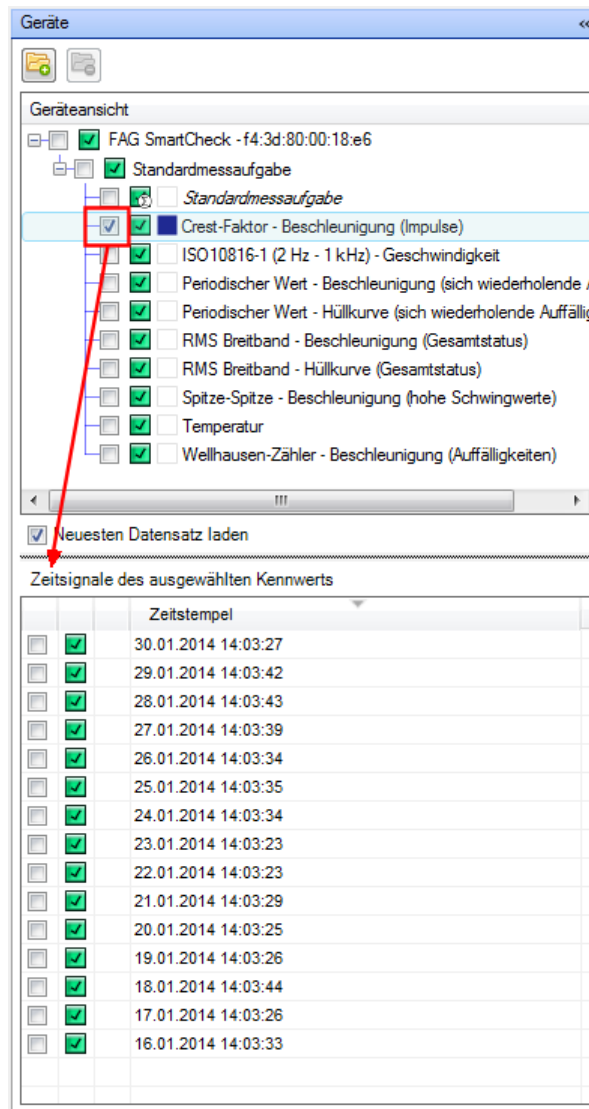 Geräte
Geräteansicht
FAG SmartCheck - f4:3d:80:00:18:e6
Standardmessaufgabe
Standardmessaufgabe
Crest-Faktor - Beschleunigung (Impulse)
ISO10816-1 (2 Hz - 1 kHz) - Geschwindigkeit
Periodischer Wert - Beschleunigung (sich wiederholende
Periodischer Wert - Hüllkurve (sich wiederholende Auffällig
RMS Breitband - Beschleunigung (Gesamtstatus)
RMS Breitband - Hüllkurve (Gesamtstatus)
Spitze-Spitze - Beschleunigung (hohe Schwingwerte)
Temperatur
Wellhausen-Zähler - Beschleunigung (Auffälligkeiten)
Neuesten Datensatz laden
Zeitsignale des ausgewählten Kennwerts
Zeitstempel
30.01.2014 14:03:27
29.01.2014 14:03:42
28.01.2014 14:03:43
27.01.2014 14:03:39
26.01.2014 14:03:34
25.01.2014 14:03:35
24.01.2014 14:03:34
23.01.2014 14:03:23
22.01.2014 14:03:23
21.01.2014 14:03:29
20.01.2014 14:03:25
19.01.2014 14:03:26
18.01.2014 14:03:44
17.01.2014 14:03:26
16.01.2014 14:03:33